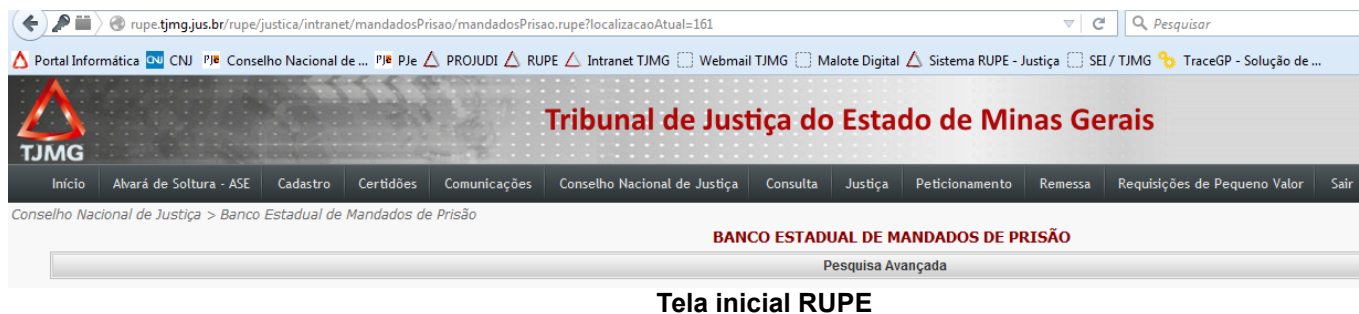 rupe.tjmg.jus.br/rupe/justica/intranet/mandadosPrisao/mandadosPrisao.rupe?localizacaoAtual=161 Pesquisar
Portal Informática CNJ CNJ PJe Conselho Nacional de ... PJe PJe PROJUDI RUPE Intranet TJMG Webmail TJMG Malote Digital Sistema RUPE - Justiça SEI / TJMG TraceGP - Solução de ...
Tribunal de Justiça do Estado de Minas Gerais
TJMG
Início Alvará de Soltura - ASE Cadastro Certidões Comunicações Conselho Nacional de Justiça Consulta Justiça Peticionamento Remessa Requisições de Pequeno Valor Sair
Conselho Nacional de Justiça > Banco Estadual de Mandados de Prisão
BANCO ESTADUAL DE MANDADOS DE PRISÃO
Pesquisa Avançada
Tela inicial RUPE